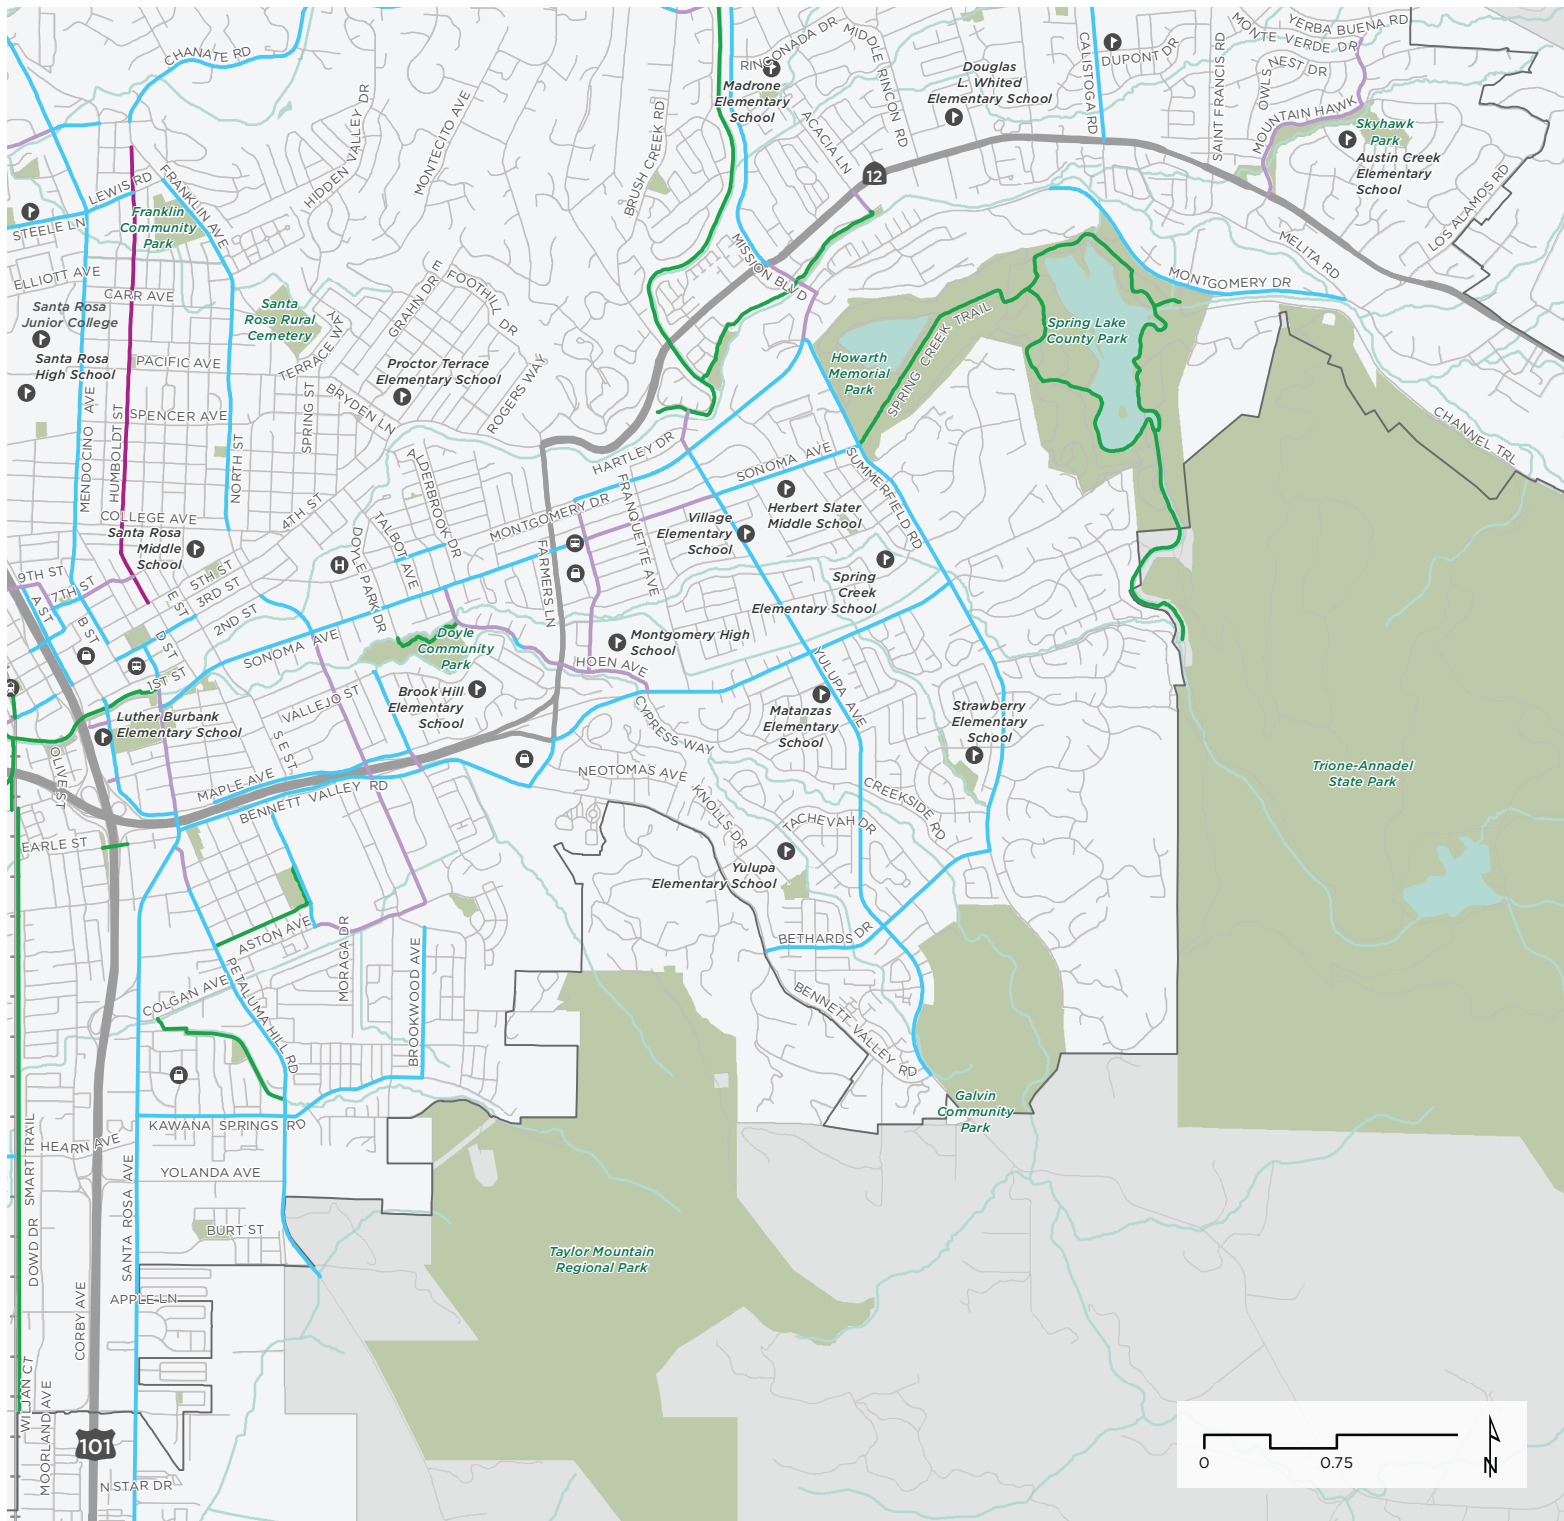 CHANATE RD
HIDDEN VALLEY DR
MONTECITO AVE
BRUSH CREEK RD
RINCONADA DR
MIDDLE RINCON RD
Madrone
Elementary
School
ACACIA LN
Douglas
L. Whited
Elementary School
CALISTOGA RD
DUPONT DR
SAINT FRANCIS RD
YERBA BUENA RD
MONTE VERDE DR
OWLS NEST DR
MOUNTAIN HAWK
Skyhawk
Park
Austin Creek
Elementary
School
LOS ALAMOS RD
12
LEWIS RD
FRANKLIN AVE
STEELE LN
Franklin
Community
Park
ELLIOTT AVE
CARR AVE
Santa Rosa
Junior College
Santa Rosa
High School
PACIFIC AVE
SPENCER AVE
MENDOCINO AVE
HUMBOLDT ST
NORTH ST
COLLEGE AVE
Santa
Rosa Rural
Cemetery
TERRACE WAY
SPRING ST
BRYDEN LN
GRAHN DR
E FOOTHILL DR
Proctor Terrace
Elementary School
ROGERS WAY
MISSION BLVD
MELITA RD
MONTGOMERY DR
Spring Lake
County Park
Howarth
Memorial
Park
SPRING CREEK TRAIL
CHANNEL TRL
HARTLEY DR
SONOMA AVE
SUMMERFIELD RD
ALDERBROOK DR
TALBOT AVE
DOYLE PARK DR
4TH ST
MONTGOMERY DR
FRANQUETTE AVE
FARMERS LN
Herbert Slater
Middle School
Village
Elementary
School
Spring
Creek
Elementary School
Santa Rosa
Middle
School
H
9TH ST
7TH ST
5TH ST
3RD ST
2ND ST
A ST
B ST
D ST
E ST
1ST ST
SONOMA AVE
Doyle
Community
Park
Montgomery High
School
HOEN AVE
Brook Hill
Elementary
School
VALLEJO ST
S E ST
Luther Burbank
Elementary School
OLIVE ST
MAPLE AVE
BENNETT VALLEY RD
CYPRESS WAY
YULUPA AVE
Matanzas
Elementary
School
Strawberry
Elementary
School
NEOTOMAS AVE
KNOLLS DR
TACHEVAH DR
CREEKSIDE RD
Yulupa
Elementary School
Trione-Annadel
State Park
EARLE ST
ASTON AVE
MORAGA DR
BROOKWOOD AVE
COLGAN AVE
PETALUMA HILL RD
BETHARDS DR
BENNETT VALLEY RD
Galvin
Community
Park
KAWANA SPRINGS RD
HEARN AVE
SMART TRAIL
YOLANDA AVE
SANTA ROSA AVE
BURT ST
DOWD DR
CORBY AVE
APPLE LN
Taylor Mountain
Regional Park
WILJAN CT
MOORLAND AVE
101
N STAR DR
0
0.75
N